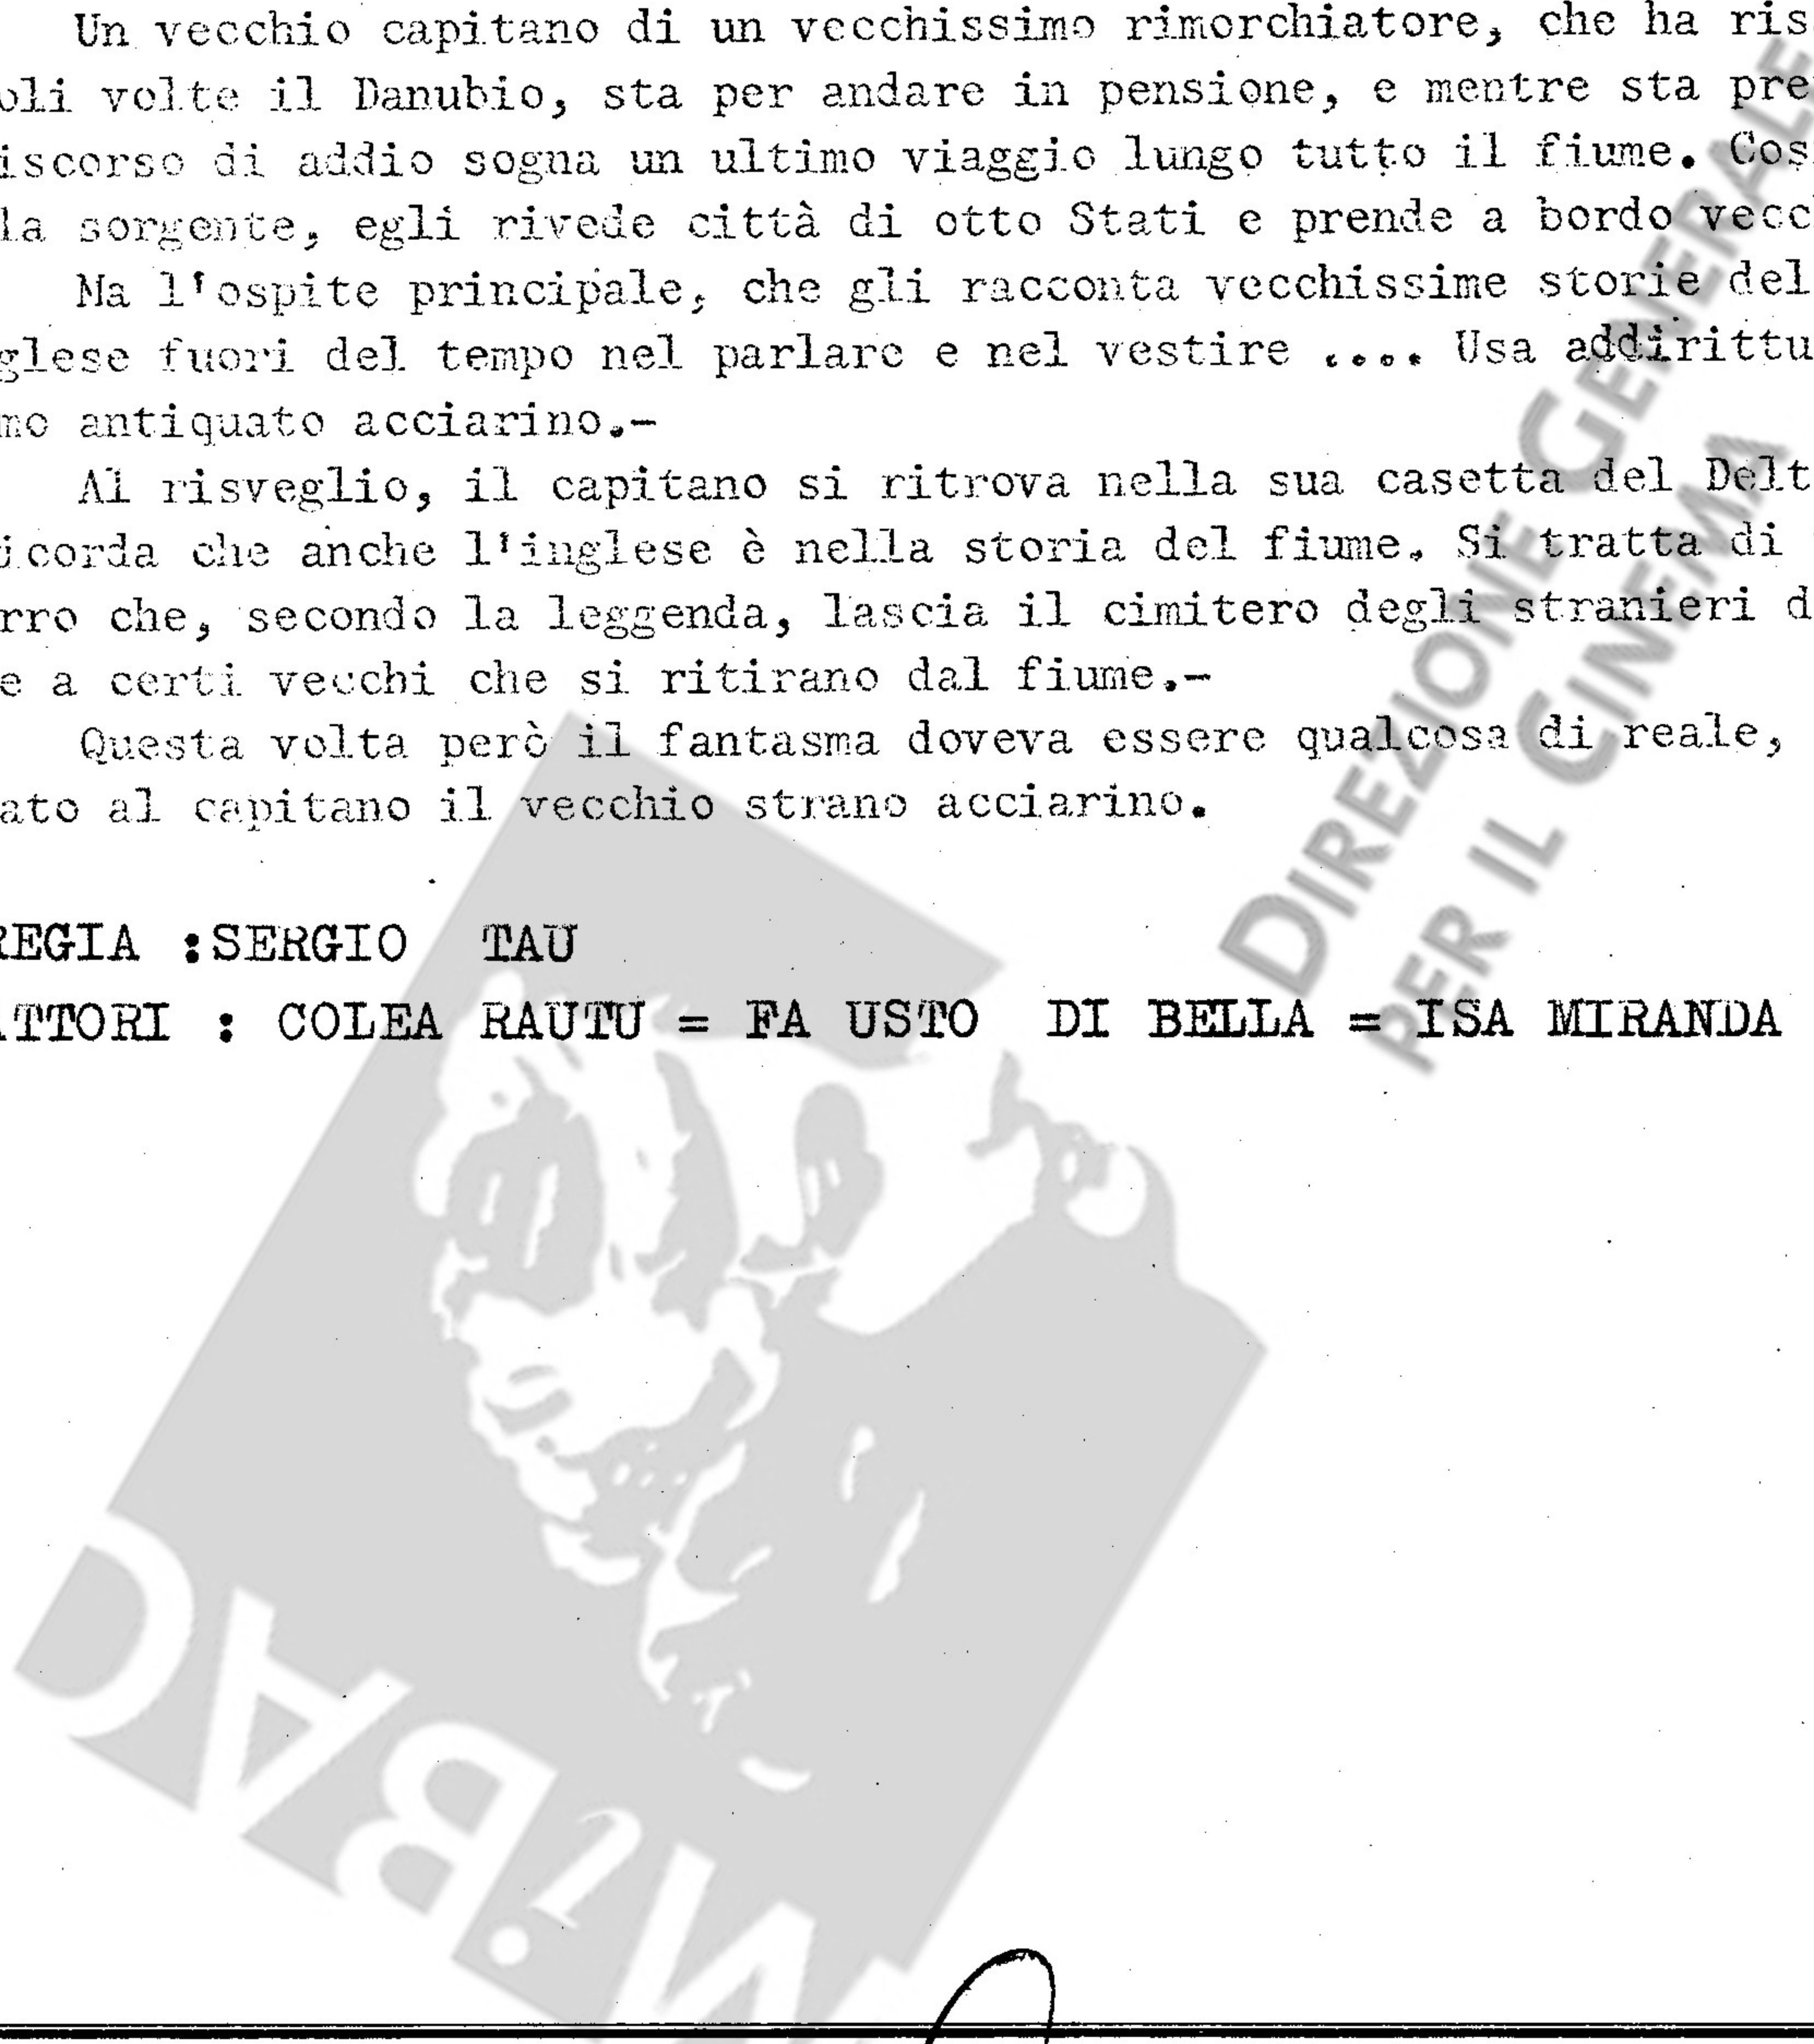 Un vecchio capitano di un vecchissimo rimorchiatore, che ha ris
oli volte il Danubio, sta per andare in pensione, e mentre sta pre
iscorso di addio sogna un ultimo viaggio lungo tutto il fiume. Cos
la sorgente, egli rivede città di otto Stati e prende a bordo vecc
Ma l'ospite principale, che gli racconta vecchissime storie del
glese fuori del tempo nel parlare e nel vestire .... Usa addirittu
mo antiquato acciarino.-
Al risveglio, il capitano si ritrova nella sua casetta del Delt
icorda che anche l'inglese è nella storia del fiume. Si tratta di
rro che, secondo la leggenda, lascia il cimitero degli stranieri d
e a certi vecchi che si ritirano dal fiume.-
Questa volta però il fantasma doveva essere qualcosa di reale,
ato al capitano il vecchio strano acciarino.
REGIA :SERGIO TAU
ATTORI : COLEA RAUTU = FA USTO DI BELLA = ISA MIRANDA
DIREZIONE GENERALE
PER IL CINEMA
MiBAC